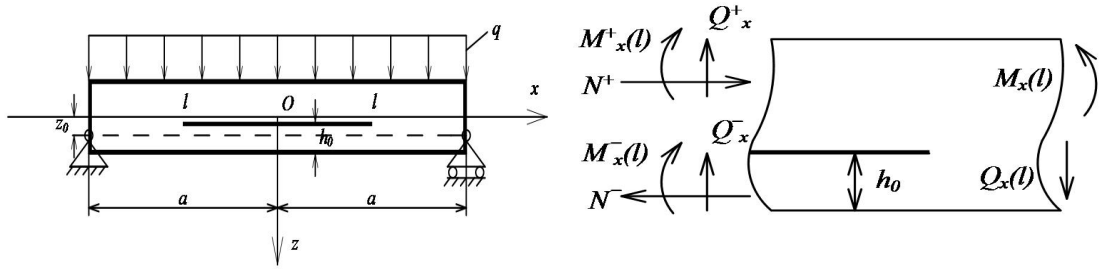 q
x
l
O
l
z₀
h₀
a
a
z
Q⁺ₓ
M⁺ₓ(l)
N⁺
Mₓ(l)
Q⁻ₓ
M⁻ₓ(l)
N⁻
h₀
Qₓ(l)